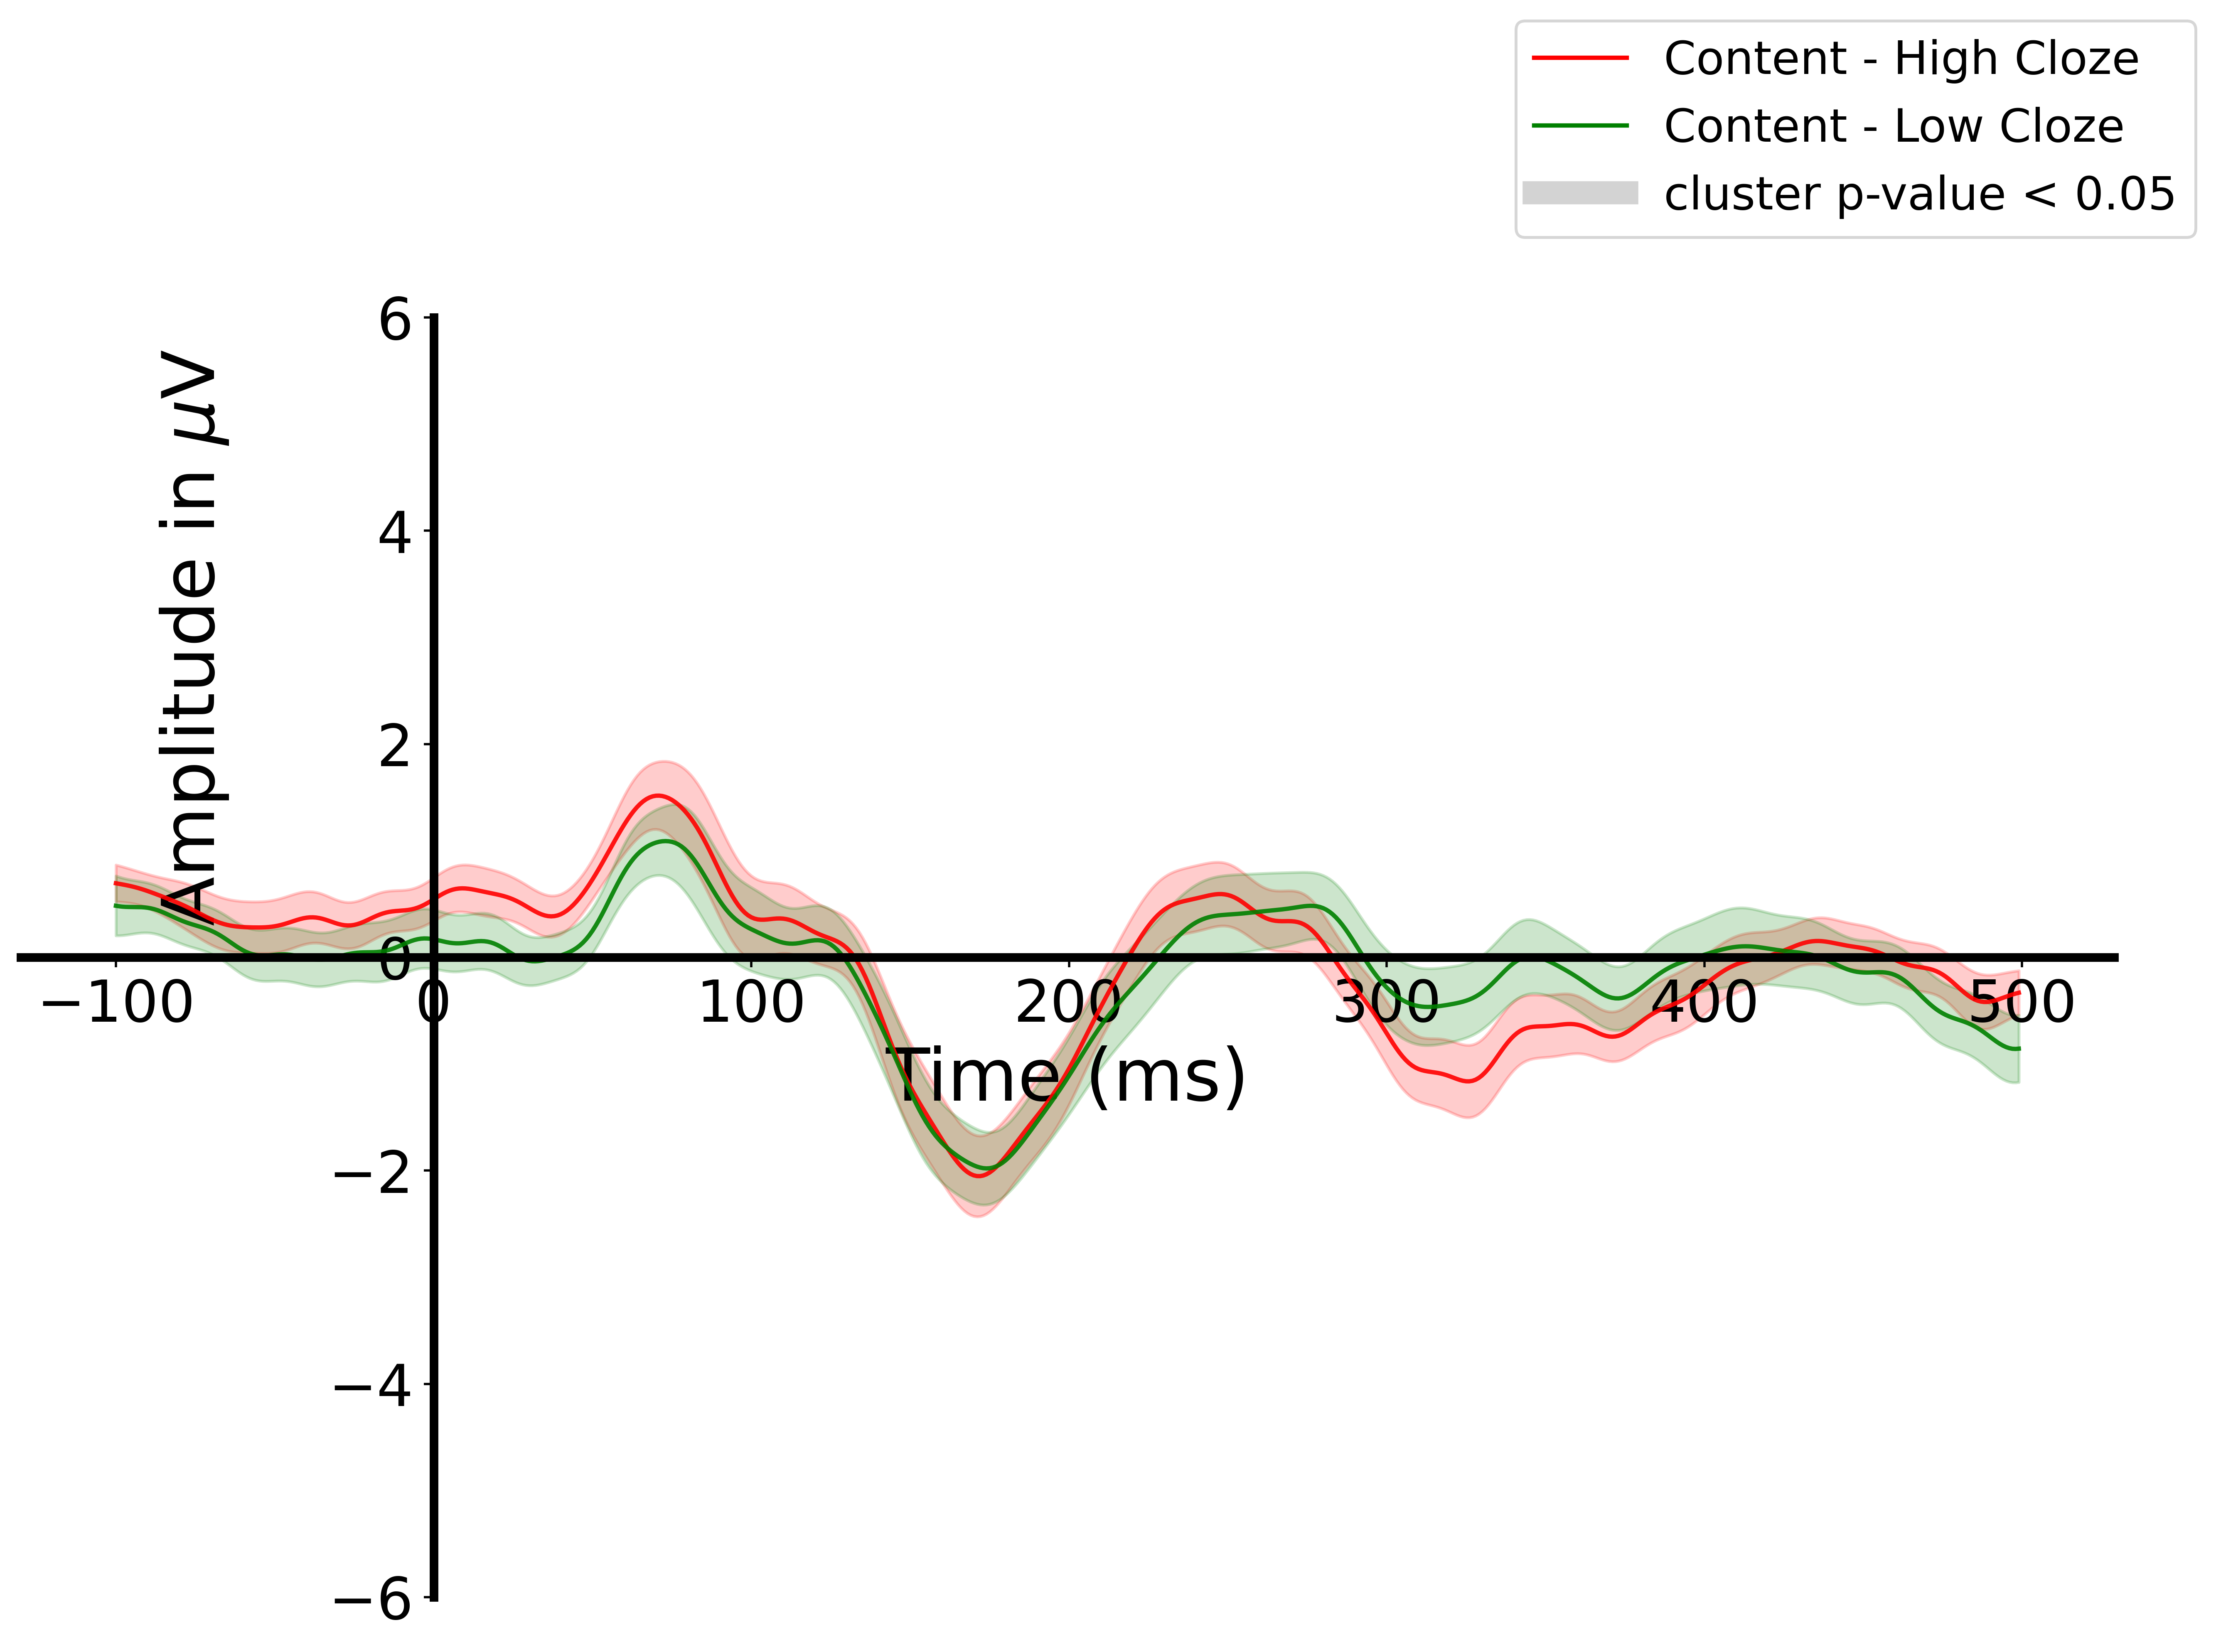 Content - High Cloze
Content - Low Cloze
cluster p-value < 0.05
Amplitude in μV
6
4
2
0
−2
−4
−6
−100 0 100 200 300 400 500
Time (ms)